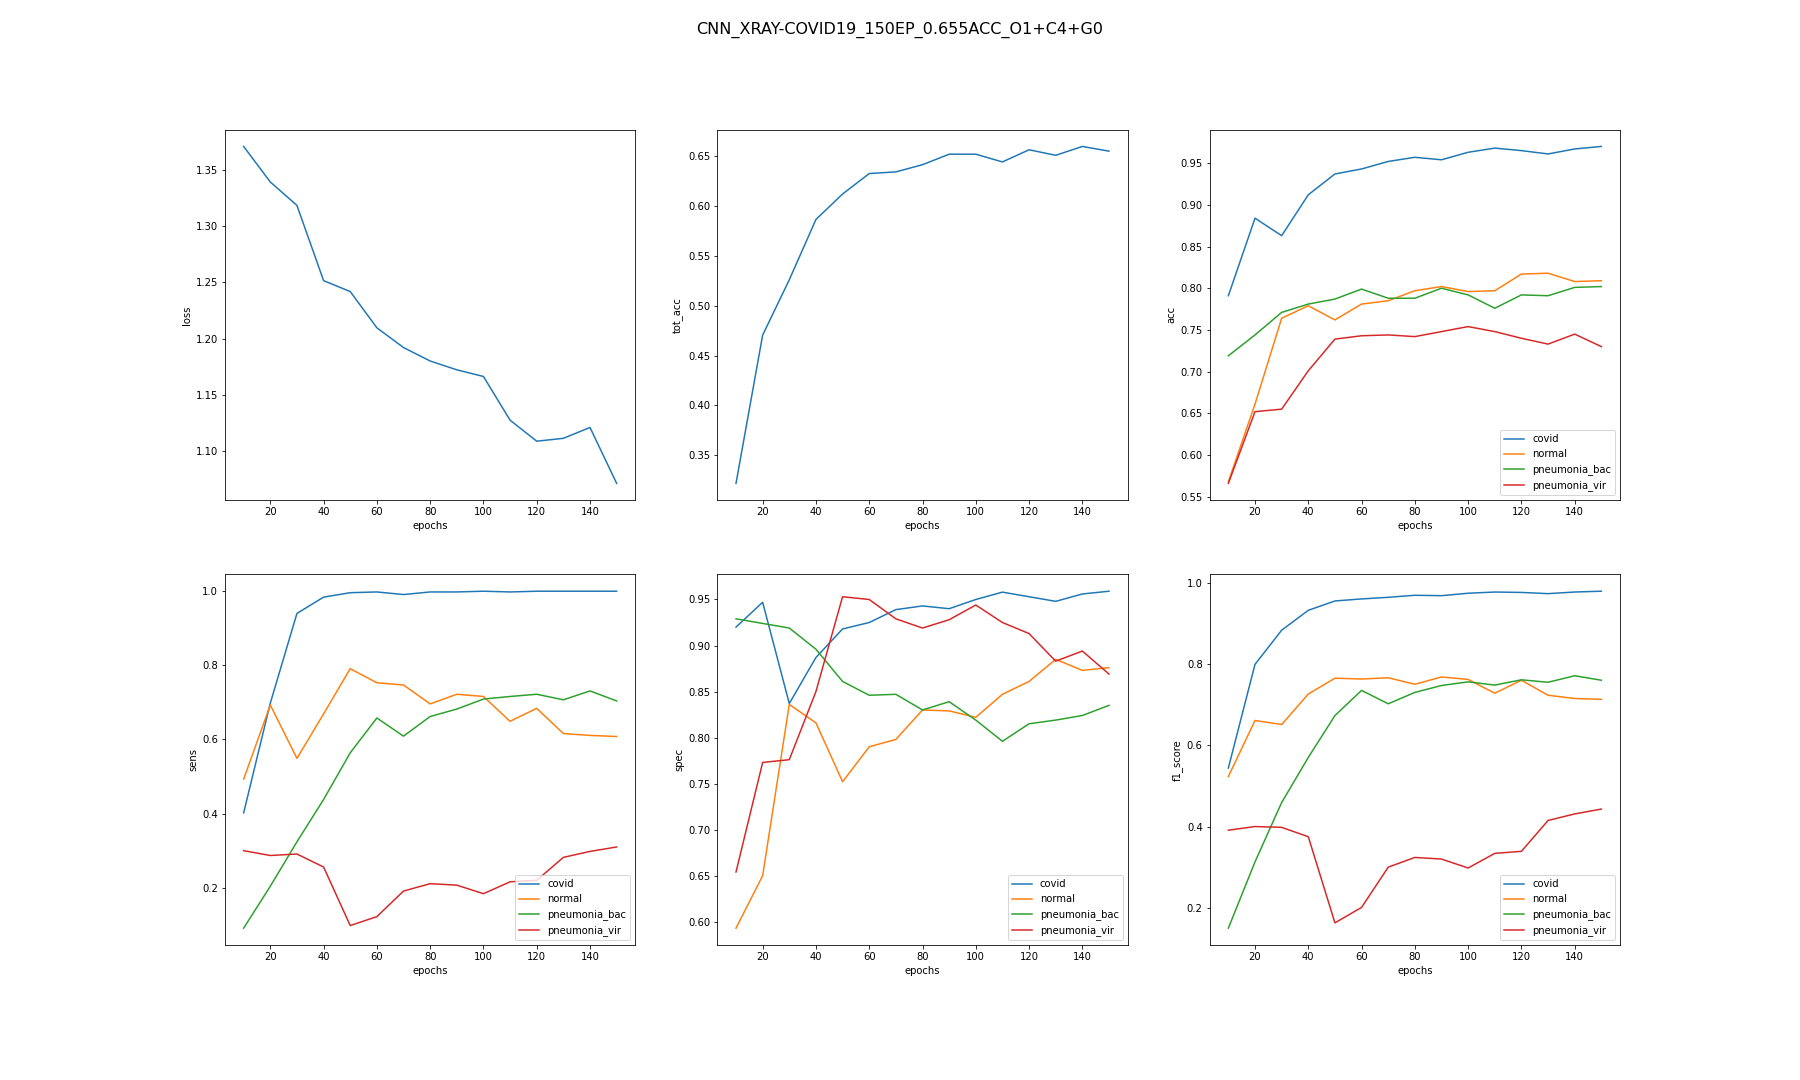 CNN_XRAY-COVID19_150EP_0.655ACC_O1+C4+G0
loss
1.35
1.30
1.25
1.20
1.15
1.10
20 40 60 80 100 120 140
epochs
tot_acc
0.65
0.60
0.55
0.50
0.45
0.40
0.35
20 40 60 80 100 120 140
epochs
acc
0.95
0.90
0.85
0.80
0.75
0.70
0.65
0.60
0.55
covid
normal
pneumonia_bac
pneumonia_vir
20 40 60 80 100 120 140
epochs
sens
1.0
0.8
0.6
0.4
0.2
covid
normal
pneumonia_bac
pneumonia_vir
20 40 60 80 100 120 140
epochs
spec
0.95
0.90
0.85
0.80
0.75
0.70
0.65
0.60
covid
normal
pneumonia_bac
pneumonia_vir
20 40 60 80 100 120 140
epochs
f1_score
1.0
0.8
0.6
0.4
0.2
covid
normal
pneumonia_bac
pneumonia_vir
20 40 60 80 100 120 140
epochs